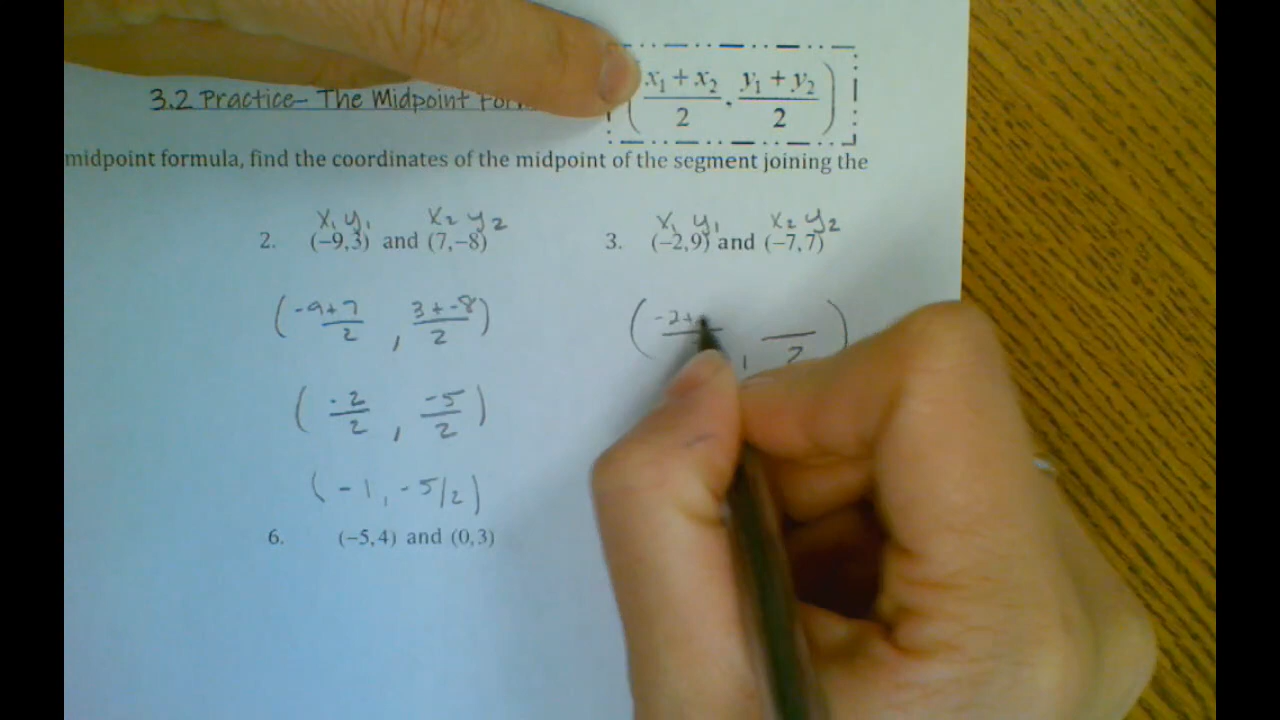 3.2 Practice– The Midpoint
( x₁ + x₂ / 2 , y₁ + y₂ / 2 )
midpoint formula, find the coordinates of the midpoint of the segment joining the
x₁ y₁ x₂ y₂
2. (−9,3) and (7,−8)
( -9+7 / 2 , 3+-8 / 2 )
( -2 / 2 , -5 / 2 )
( -1 , -5/2 )
x₁ y₁ x₂ y₂
3. (−2,9) and (−7,7)
( -2+ , / 2 )
6. (−5,4) and (0,3)